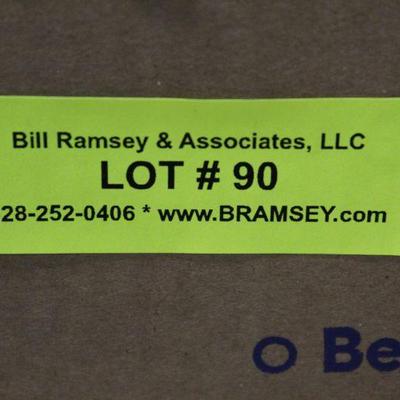 Bill Ramsey & Associates, LLC
LOT # 90
28-252-0406 * www.BRAMSEY.com
O Be